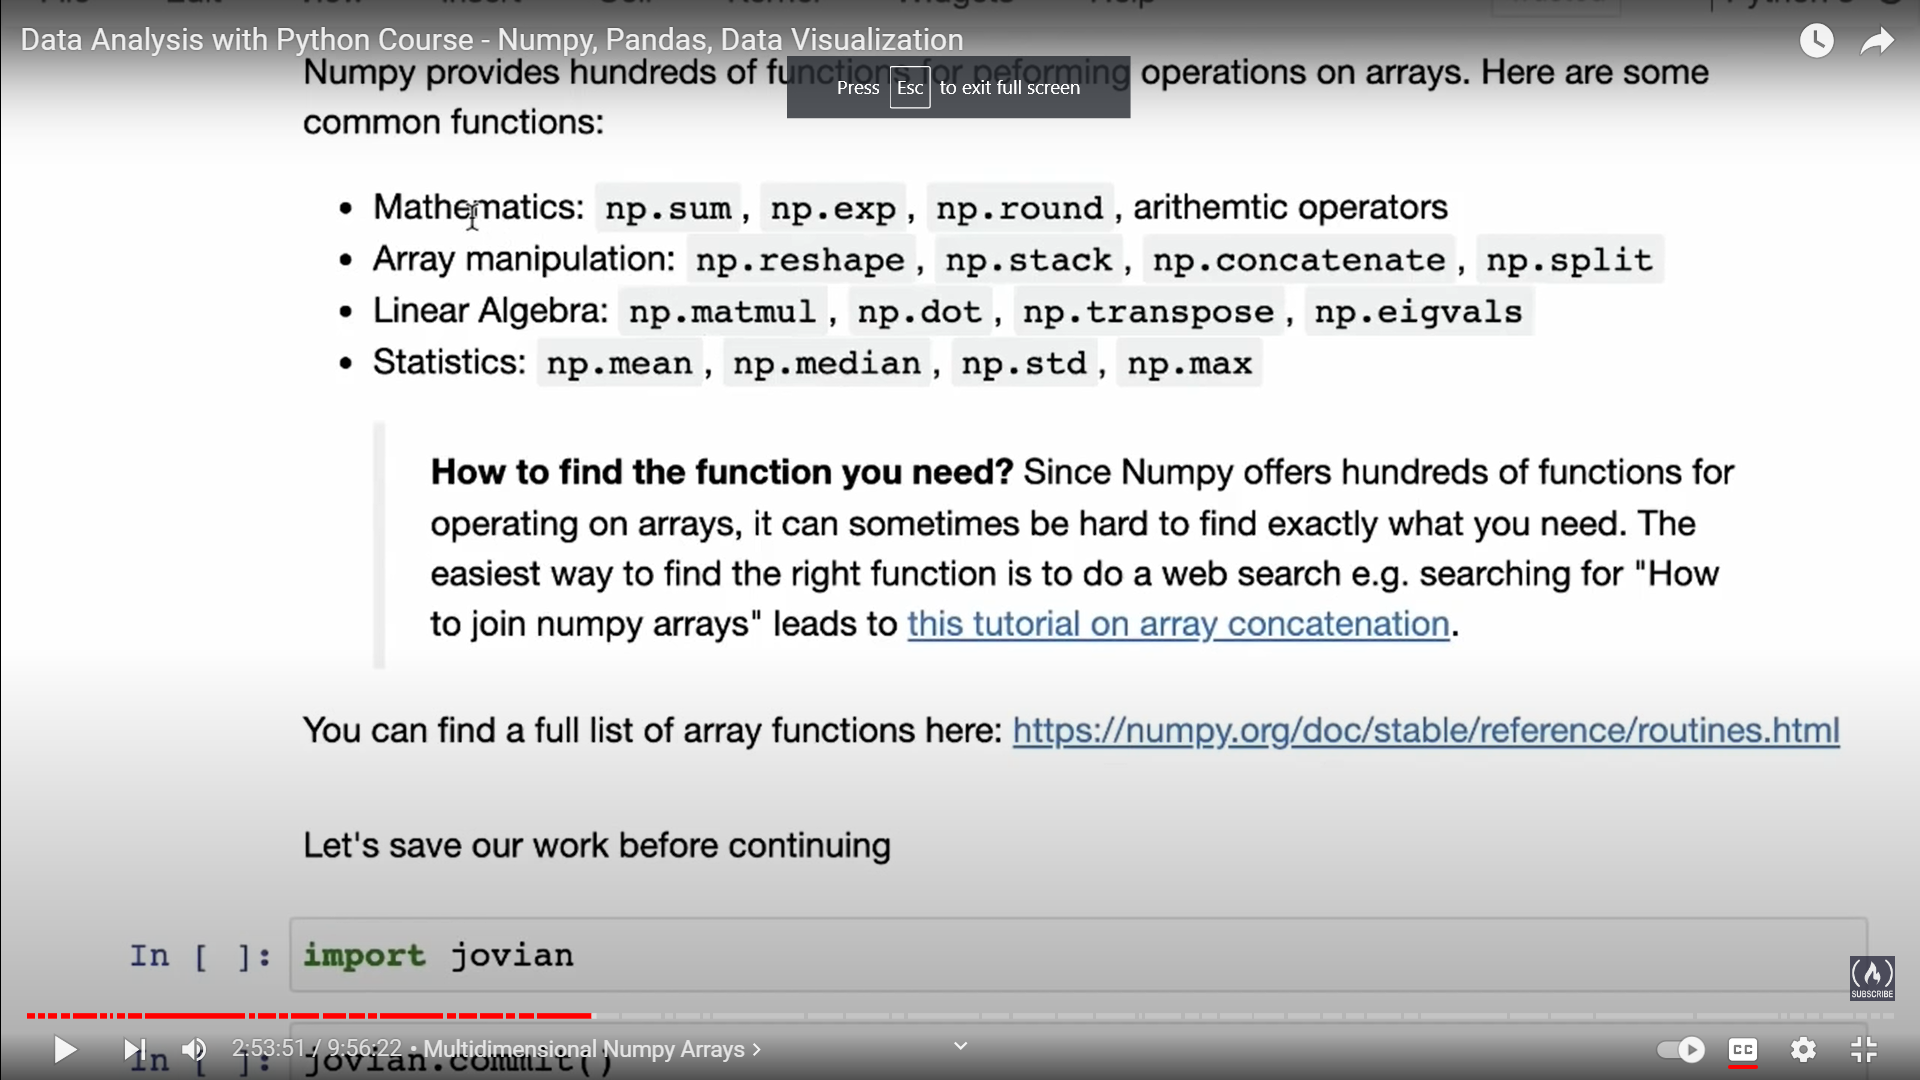 Data Analysis with Python Course - Numpy, Pandas, Data Visualization
Numpy provides hundreds of functions for peforming operations on arrays. Here are some
Press Esc to exit full screen
common functions:
• Mathematics: np.sum, np.exp, np.round, arithemtic operators
• Array manipulation: np.reshape, np.stack, np.concatenate, np.split
• Linear Algebra: np.matmul, np.dot, np.transpose, np.eigvals
• Statistics: np.mean, np.median, np.std, np.max
How to find the function you need? Since Numpy offers hundreds of functions for
operating on arrays, it can sometimes be hard to find exactly what you need. The
easiest way to find the right function is to do a web search e.g. searching for "How
to join numpy arrays" leads to this tutorial on array concatenation.
You can find a full list of array functions here: https://numpy.org/doc/stable/reference/routines.html
Let's save our work before continuing
In [ ]: import jovian
SUBSCRIBE
2:53:51 / 9:56:22 • Multidimensional Numpy Arrays >
CC
In [ ]: jovian.commit()